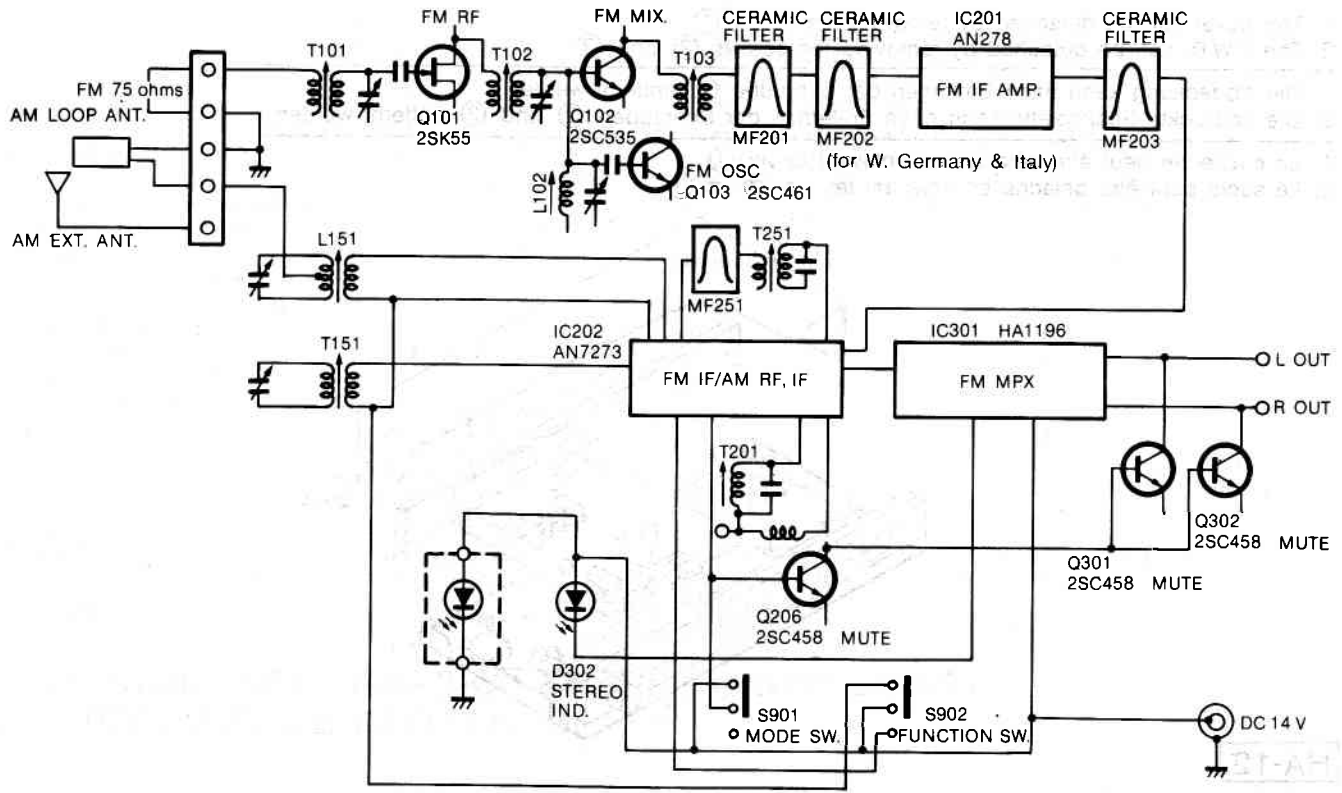 FM RF
FM MIX.
CERAMIC FILTER
CERAMIC FILTER
IC201
AN278
CERAMIC FILTER
T101
T102
T103
FM 75 ohms
AM LOOP ANT.
FM IF AMP.
Q101
2SK55
Q102
2SC535
MF201
MF202
(for W. Germany & Italy)
MF203
L102
FM OSC
Q103 2SC461
AM EXT. ANT.
L151
T251
MF251
T151
IC202
AN7273
FM IF/AM RF, IF
IC301 HA1196
FM MPX
L OUT
R OUT
T201
Q302
2SC458 MUTE
Q301
2SC458 MUTE
Q206
2SC458 MUTE
D302
STEREO
IND.
S901
MODE SW.
S902
FUNCTION SW.
DC 14 V
HA-12